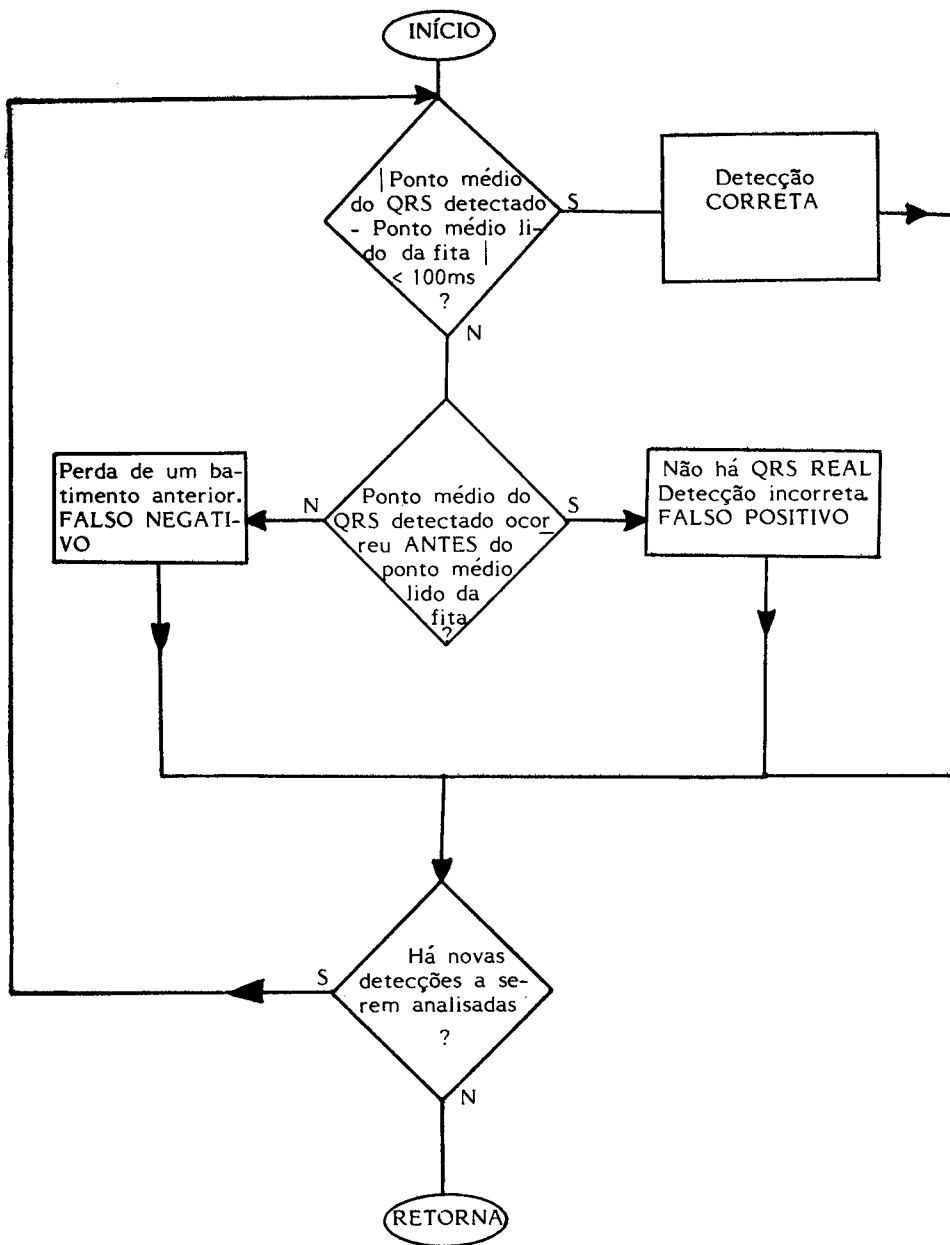 INÍCIO
| Ponto médio
do QRS detectado
- Ponto médio li-
do da fita |
< 100ms
?
S
Detecção
CORRETA
N
Perda de um ba-
timento anterior.
FALSO NEGATI-
VO
N
Ponto médio do
QRS detectado ocor_
reu ANTES do
ponto médio
lido da
fita
?
S
Não há QRS REAL
Detecção incorreta.
FALSO POSITIVO
S
Há novas
detecções a se-
rem analisadas
?
N
RETORNA